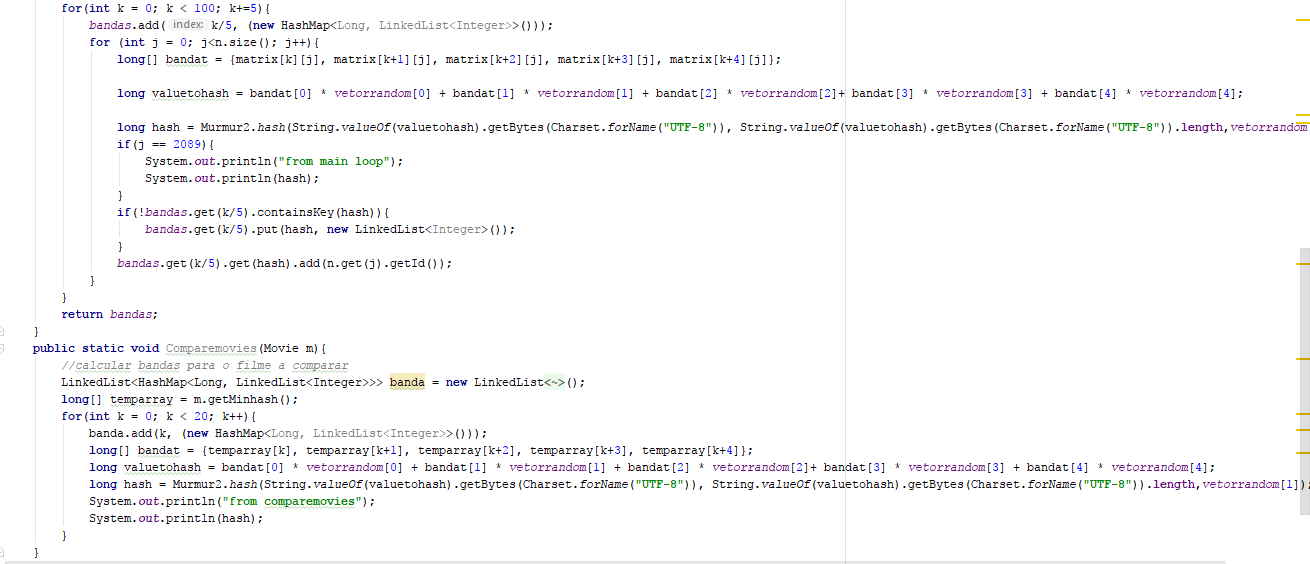 for(int k = 0; k < 100; k+=5){
bandas.add( index: k/5, (new HashMap<Long, LinkedList<Integer>>()));
for (int j = 0; j<n.size(); j++){
long[] bandat = {matrix[k][j], matrix[k+1][j], matrix[k+2][j], matrix[k+3][j], matrix[k+4][j]};
long valuetohash = bandat[0] * vetorrandom[0] + bandat[1] * vetorrandom[1] + bandat[2] * vetorrandom[2]+ bandat[3] * vetorrandom[3] + bandat[4] * vetorrandom[4];
long hash = Murmur2.hash(String.valueOf(valuetohash).getBytes(Charset.forName("UTF-8")), String.valueOf(valuetohash).getBytes(Charset.forName("UTF-8")).length,vetorrandom
if(j == 2089){
System.out.println("from main loop");
System.out.println(hash);
}
if(!bandas.get(k/5).containsKey(hash)){
bandas.get(k/5).put(hash, new LinkedList<Integer>());
}
bandas.get(k/5).get(hash).add(n.get(j).getId());
}
}
return bandas;
}
public static void Comparemovies(Movie m){
//calcular bandas para o filme a comparar
LinkedList<HashMap<Long, LinkedList<Integer>>> banda = new LinkedList<~>();
long[] temparray = m.getMinhash();
for(int k = 0; k < 20; k++){
banda.add(k, (new HashMap<Long, LinkedList<Integer>>()));
long[] bandat = {temparray[k], temparray[k+1], temparray[k+2], temparray[k+3], temparray[k+4]};
long valuetohash = bandat[0] * vetorrandom[0] + bandat[1] * vetorrandom[1] + bandat[2] * vetorrandom[2]+ bandat[3] * vetorrandom[3] + bandat[4] * vetorrandom[4];
long hash = Murmur2.hash(String.valueOf(valuetohash).getBytes(Charset.forName("UTF-8")), String.valueOf(valuetohash).getBytes(Charset.forName("UTF-8")).length,vetorrandom[1]);
System.out.println("from comparemovies");
System.out.println(hash);
}
}